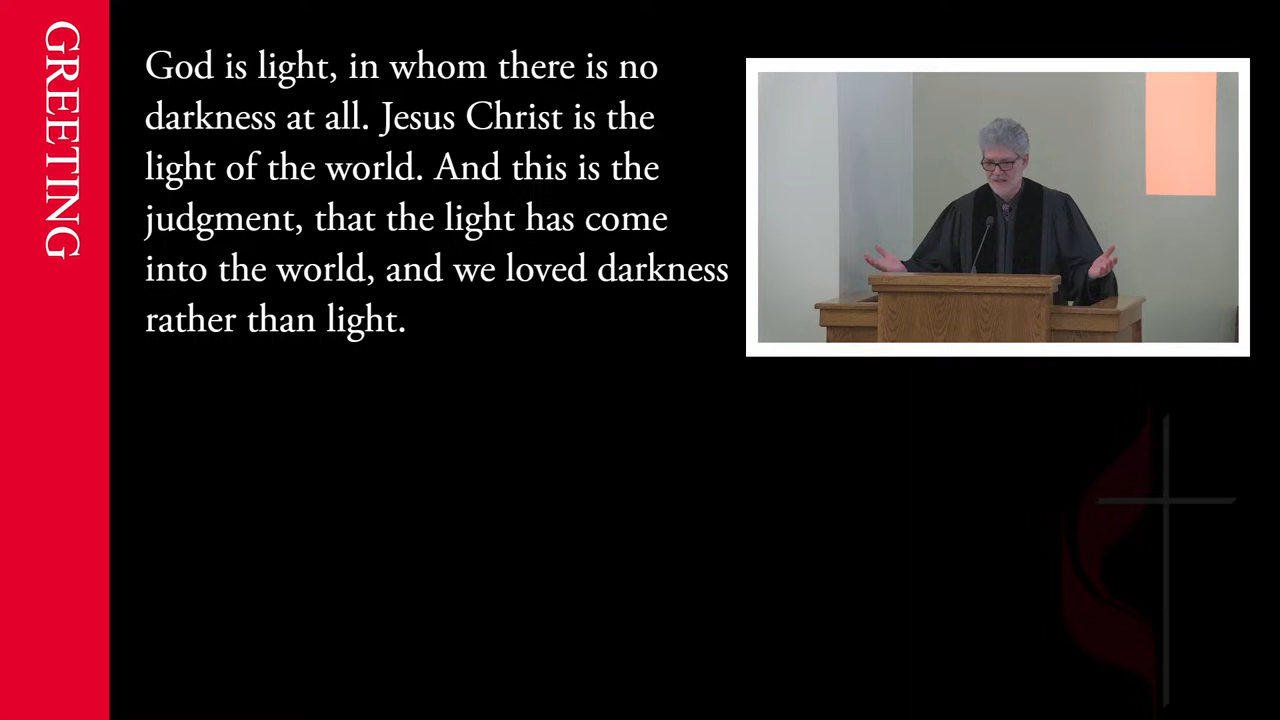 GREETING
God is light, in whom there is no
darkness at all. Jesus Christ is the
light of the world. And this is the
judgment, that the light has come
into the world, and we loved darkness
rather than light.